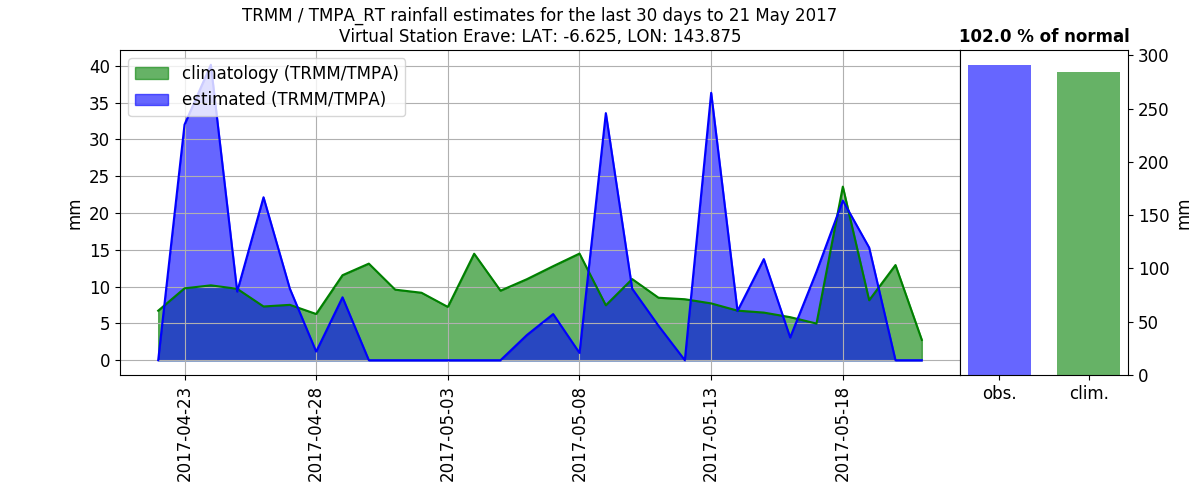 TRMM / TMPA_RT rainfall estimates for the last 30 days to 21 May 2017
Virtual Station Erave: LAT: -6.625, LON: 143.875
102.0 % of normal
climatology (TRMM/TMPA)
estimated (TRMM/TMPA)
mm
40
35
30
25
20
15
10
5
0
2017-04-23
2017-04-28
2017-05-03
2017-05-08
2017-05-13
2017-05-18
300
250
200
150
100
50
0
mm
obs.
clim.